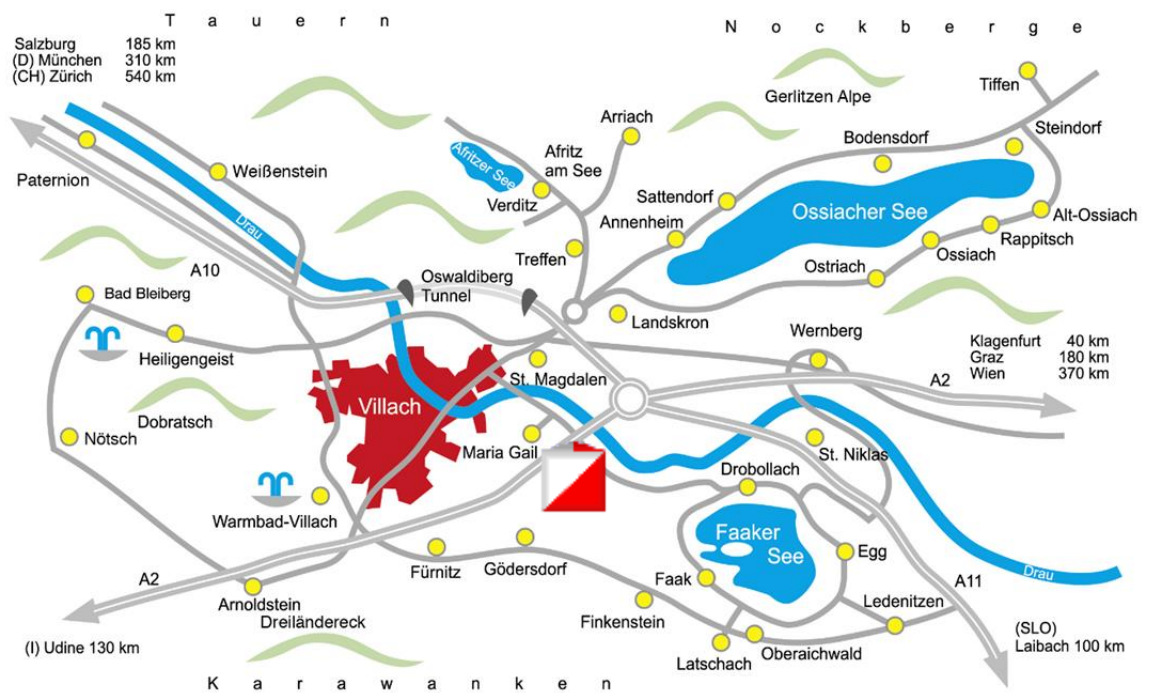 T a u e r n
N o c k b e r g e
Salzburg 185 km
(D) München 310 km
(CH) Zürich 540 km
Tiffen
Gerlitzen Alpe
Arriach
Steindorf
Bodensdorf
Afritz
am See
Afritzer See
Paternion
Weißenstein
Verditz
Sattendorf
Annenheim
Ossiacher See
Alt-Ossiach
Rappitsch
Ossiach
Drau
Treffen
Ostriach
A10
Oswaldiberg
Tunnel
Bad Bleiberg
Landskron
Wernberg
Heiligengeist
Klagenfurt 40 km
Graz 180 km
Wien 370 km
St. Magdalen
A2
Villach
Dobratsch
Nötsch
Maria Gail
St. Niklas
Drobollach
Warmbad-Villach
Faaker
See
Egg
Fürnitz
Gödersdorf
Faak
Drau
A2
A11
Arnoldstein
Dreiländereck
Ledenitzen
Finkenstein
(SLO)
Laibach 100 km
(I) Udine 130 km
Latschach
Oberaichwald
K a r a w a n k e n